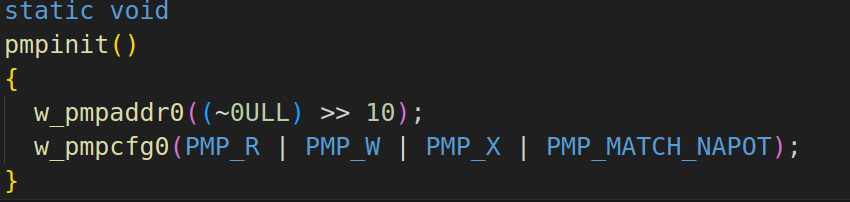 static void
pmpinit()
{
  w_pmpaddr0((~0ULL) >> 10);
  w_pmpcfg0(PMP_R | PMP_W | PMP_X | PMP_MATCH_NAPOT);
}